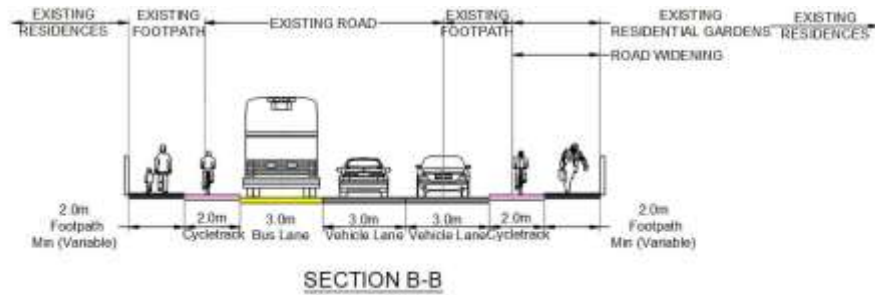 EXISTING RESIDENCES
EXISTING FOOTPATH
EXISTING ROAD
EXISTING FOOTPATH
EXISTING RESIDENTIAL GARDENS
EXISTING RESIDENCES
ROAD WIDENING
2.0m
Footpath
Min (Variable)
2.0m
Cycletrack
3.0m
Bus Lane
3.0m
Vehicle Lane
3.0m
Vehicle Lane
2.0m
Cycletrack
2.0m
Footpath
Min (Variable)
SECTION B-B